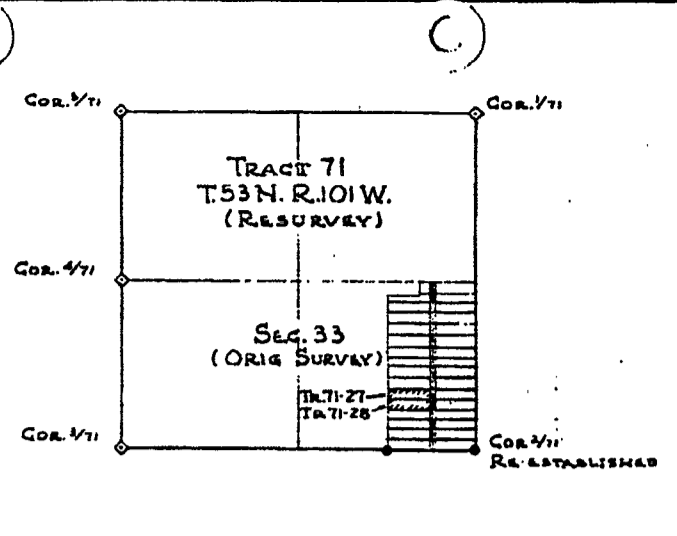 COR. 5/71
COR. 1/71
TRACT 71
T.53N. R.101W.
(RESURVEY)
COR. 4/71
SEC. 33
(ORIG SURVEY)
TR.71-27
TR.71-28
COR. 3/71
COR 2/71
RE-ESTABLISHED